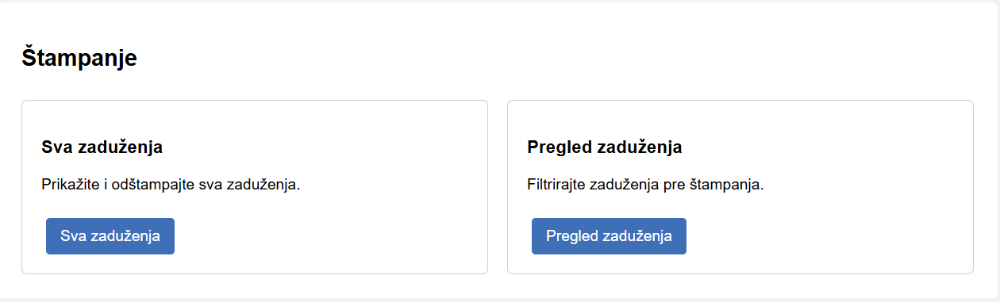 Štampanje
Sva zaduženja
Prikažite i odštampajte sva zaduženja.
Sva zaduženja
Pregled zaduženja
Filtrirajte zaduženja pre štampanja.
Pregled zaduženja